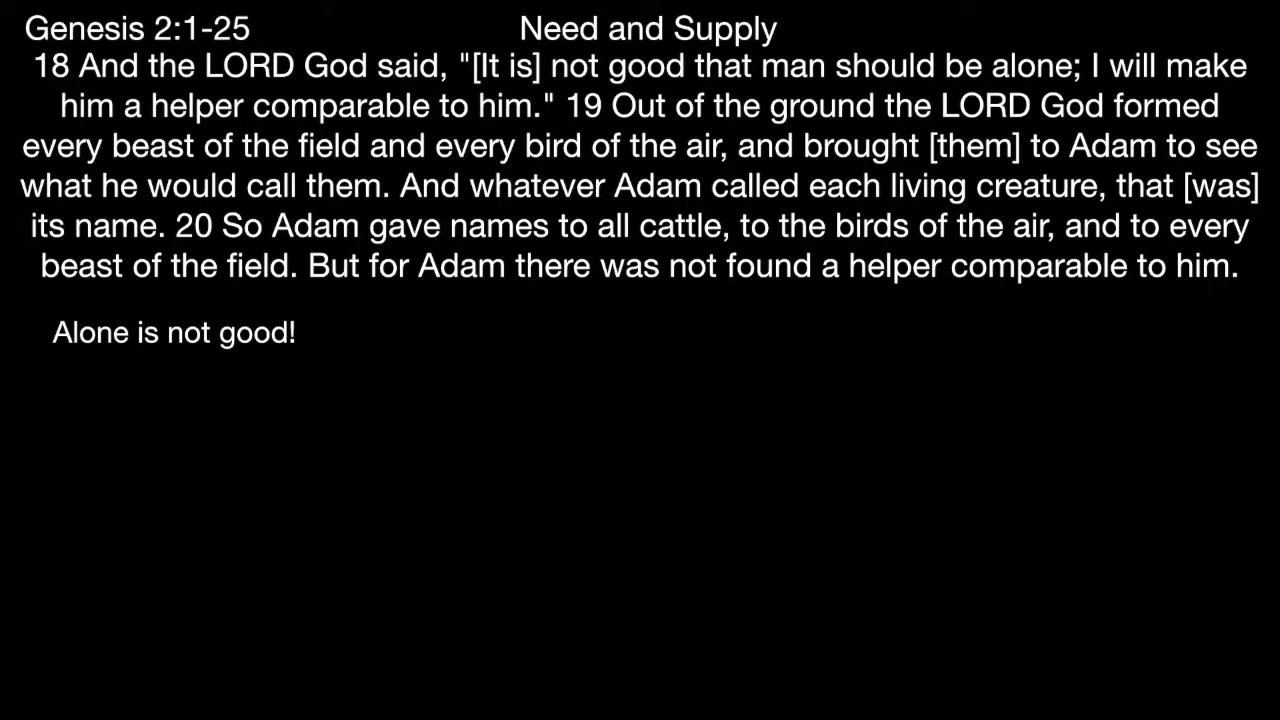 Genesis 2:1-25 Need and Supply
18 And the LORD God said, "[It is] not good that man should be alone; I will make
him a helper comparable to him." 19 Out of the ground the LORD God formed
every beast of the field and every bird of the air, and brought [them] to Adam to see
what he would call them. And whatever Adam called each living creature, that [was]
its name. 20 So Adam gave names to all cattle, to the birds of the air, and to every
beast of the field. But for Adam there was not found a helper comparable to him.
Alone is not good!